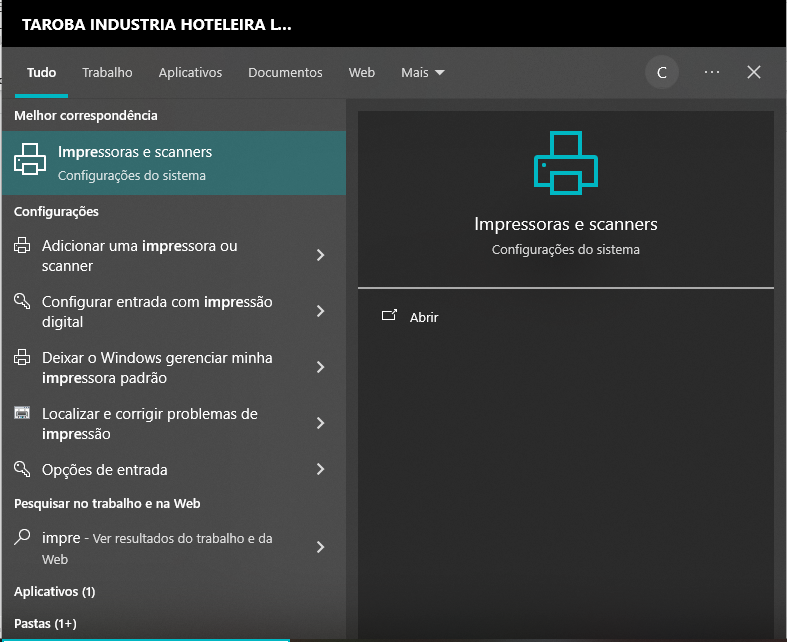 TAROBA INDUSTRIA HOTELEIRA L...
Tudo Trabalho Aplicativos Documentos Web Mais C ...
Melhor correspondência
Impressoras e scanners
Configurações do sistema
Configurações
Adicionar uma impressora ou
scanner
Configurar entrada com impressão
digital
Deixar o Windows gerenciar minha
impressora padrão
Localizar e corrigir problemas de
impressão
Opções de entrada
Pesquisar no trabalho e na Web
impre - Ver resultados do trabalho e da
Web
Aplicativos (1)
Pastas (1+)
Impressoras e scanners
Configurações do sistema
Abrir